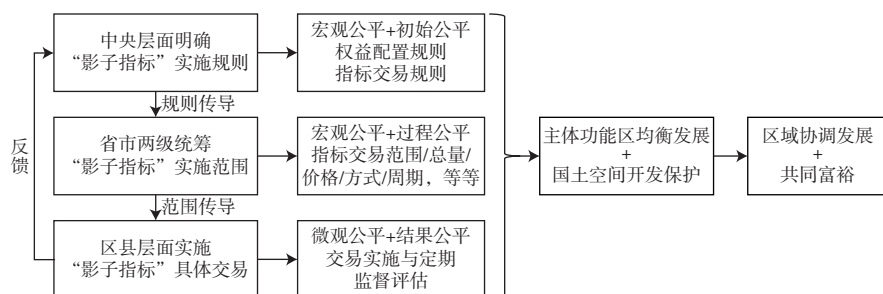 中央层面明确
“影子指标”实施规则
宏观公平+初始公平
权益配置规则
指标交易规则
规则传导
反馈
省市两级统筹
“影子指标”实施范围
宏观公平+过程公平
指标交易范围/总量/
价格/方式/周期，等等
范围传导
区县层面实施
“影子指标”具体交易
微观公平+结果公平
交易实施与定期
监督评估
主体功能区均衡发展
+
国土空间开发保护
区域协调发展
+
共同富裕